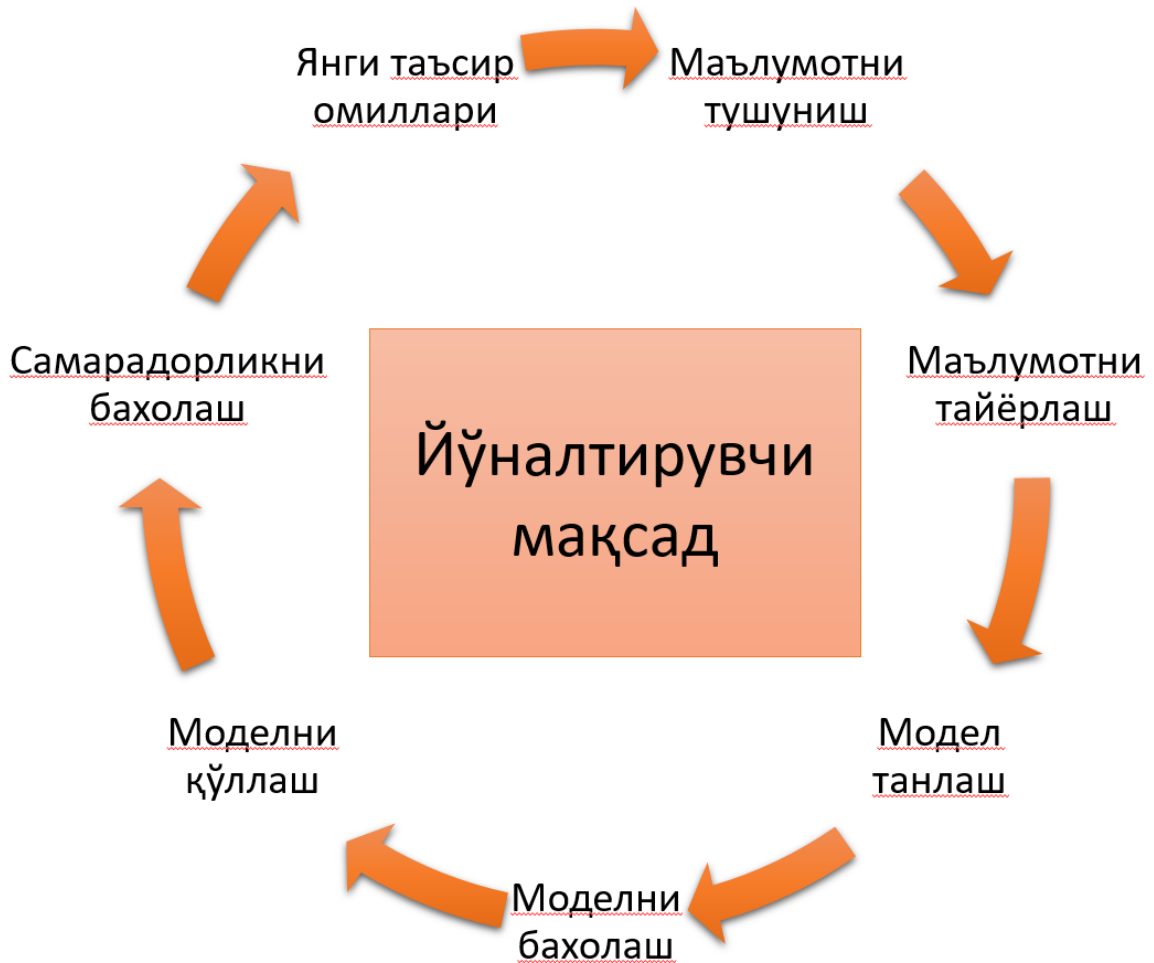 Янги таъсир
омиллари
Маълумотни
тушуниш
Маълумотни
тайёрлаш
Модел
танлаш
Моделни
бахолаш
Моделни
қўллаш
Самарадорликни
бахолаш
Йўналтирувчи
мақсад